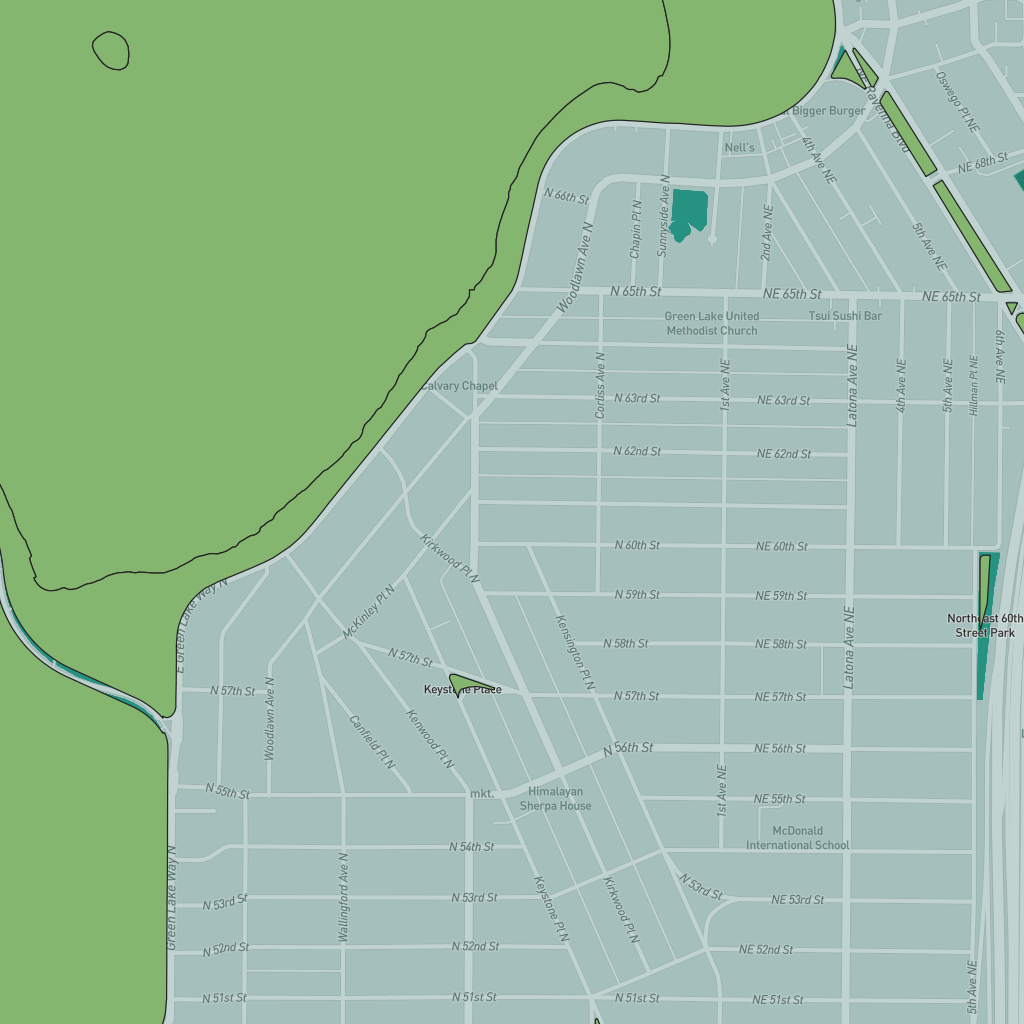 al Bigger Burger
NE Ravenna Blvd
Oswego Pl NE
Nell's
4th Ave NE
NE 68th St
N 66th St
Sunnyside Ave N
Chapin Pl N
2nd Ave NE
5th Ave NE
Woodlawn Ave N
N 65th St
NE 65th St
NE 65th St
Green Lake United
Methodist Church
Tsui Sushi Bar
6th Ave NE
Calvary Chapel
Corliss Ave N
1st Ave NE
Latona Ave NE
4th Ave NE
5th Ave NE
Hillman Pl NE
N 63rd St
NE 63rd St
N 62nd St
NE 62nd St
Kirkwood Pl N
N 60th St
NE 60th St
E Green Lake Way N
McKinley Pl N
N 59th St
NE 59th St
Kensington Pl N
Latona Ave NE
Northeast 60th
Street Park
N 58th St
NE 58th St
N 57th St
Keystone Place
N 57th St
N 57th St
NE 57th St
Woodlawn Ave N
Canfield Pl N
Kenwood Pl N
N 56th St
NE 56th St
N 55th St
mkt.
Himalayan
Sherpa House
1st Ave NE
NE 55th St
McDonald
International School
N 54th St
Green Lake Way N
Wallingford Ave N
N 53rd St
N 53rd St
Keystone Pl N
Kirkwood Pl N
N 53rd St
NE 53rd St
N 52nd St
N 52nd St
NE 52nd St
5th Ave NE
N 51st St
N 51st St
N 51st St
NE 51st St